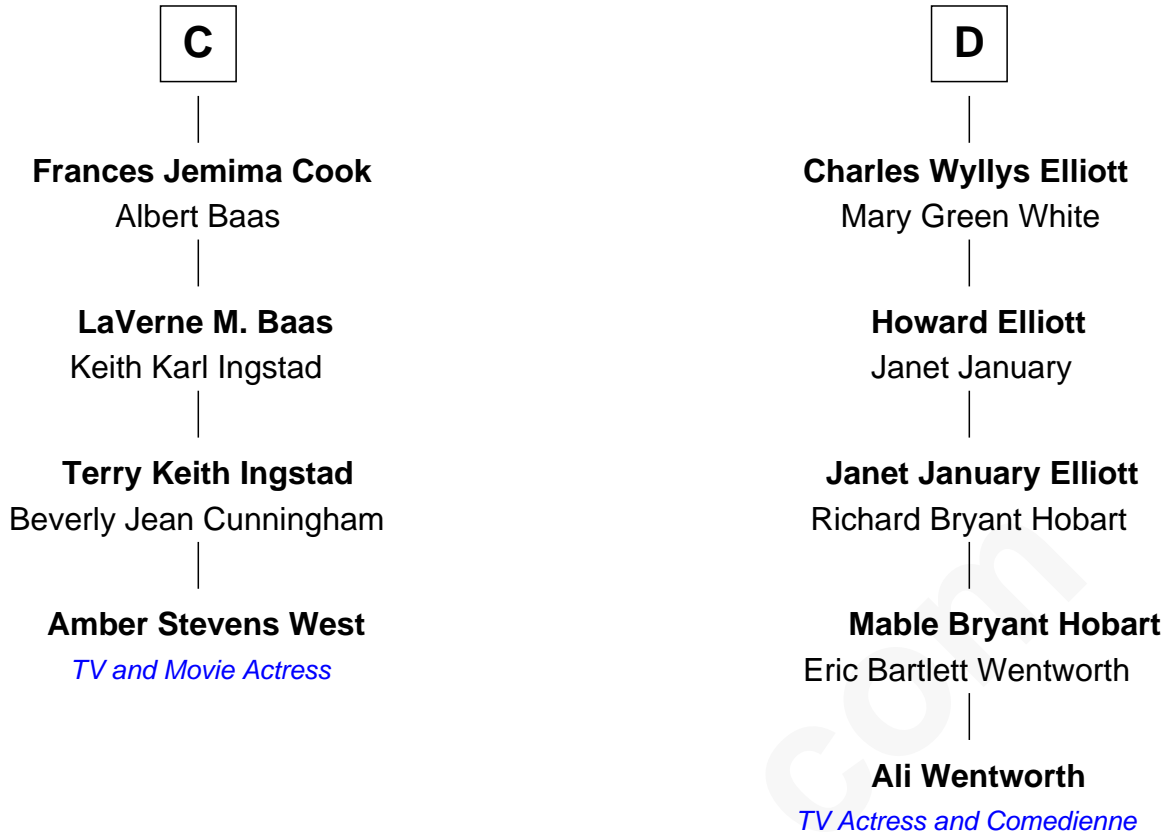 C
Frances Jemima Cook
Albert Baas
LaVerne M. Baas
Keith Karl Ingstad
Terry Keith Ingstad
Beverly Jean Cunningham
Amber Stevens West
TV and Movie Actress
D
Charles Wyllys Elliott
Mary Green White
Howard Elliott
Janet January
Janet January Elliott
Richard Bryant Hobart
Mable Bryant Hobart
Eric Bartlett Wentworth
Ali Wentworth
TV Actress and Comedienne
com